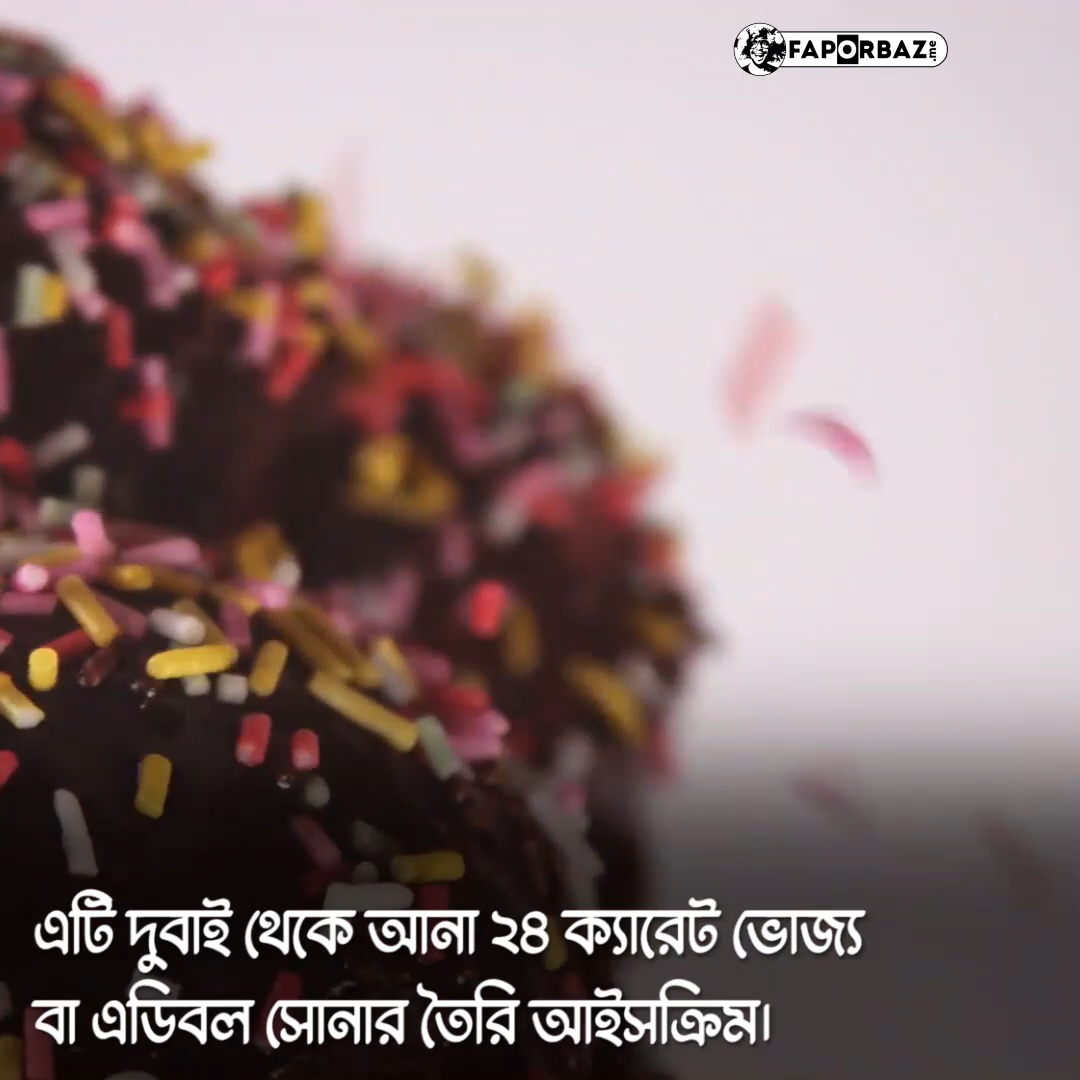 FAPORBAZ.me
এটি দুবাই থেকে আনা ২৪ ক্যারেট ভোজ্য
বা এডিবল সোনার তৈরি আইসক্রিম।